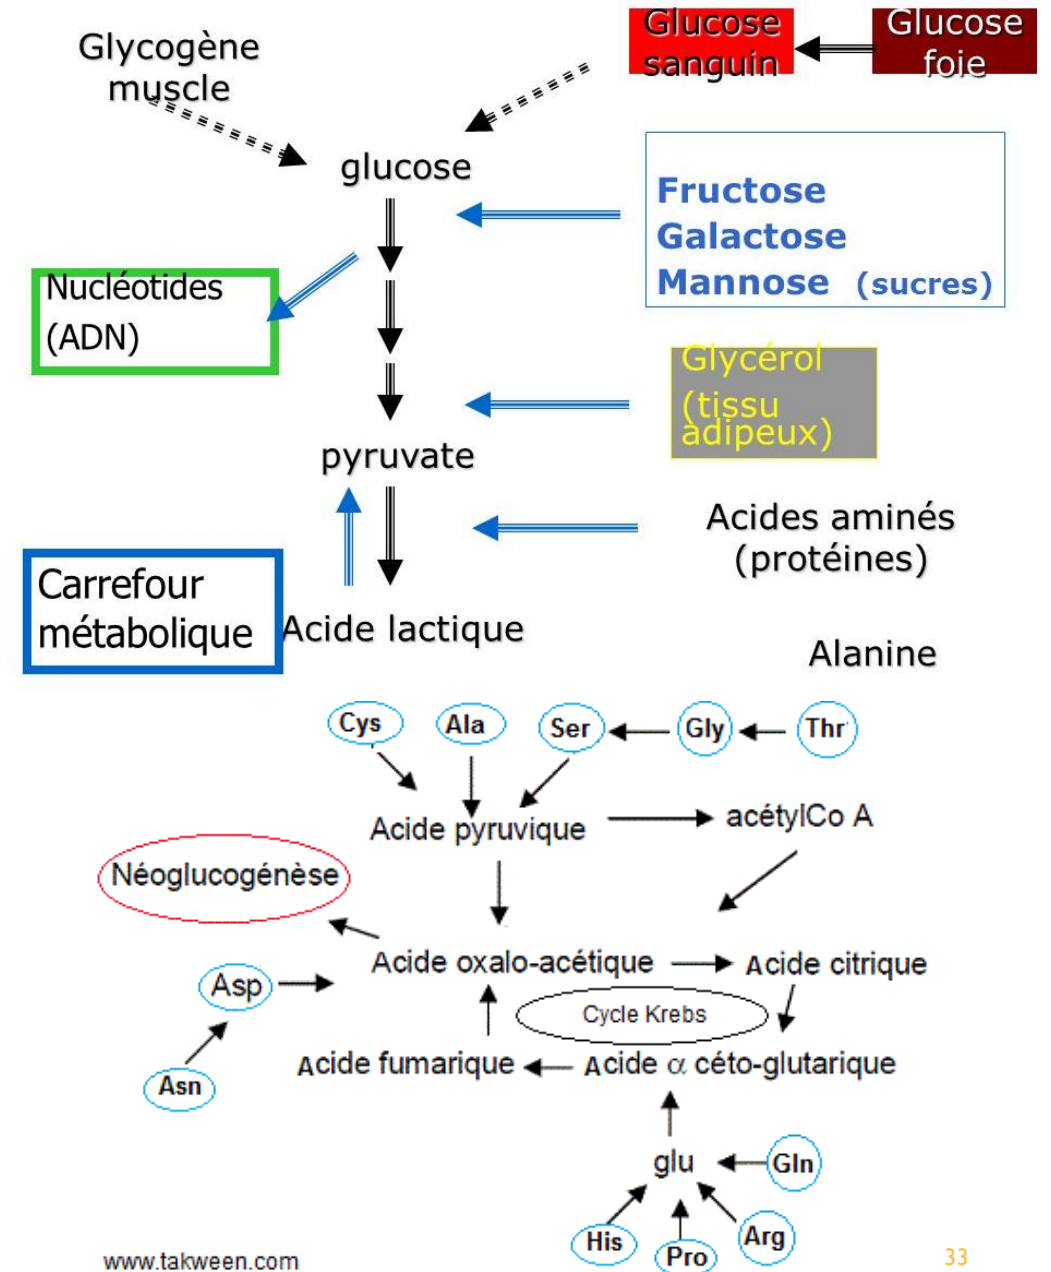 Glycogène
muscle
Glucose
sanguin
Glucose
foie
glucose
Fructose
Galactose
Mannose (sucres)
Nucléotides
(ADN)
Glycérol
(tissu
adipeux)
pyruvate
Acides aminés
(protéines)
Carrefour
métabolique
Acide lactique
Alanine
Cys
Ala
Ser
Gly
Thr
Acide pyruvique
acétylCo A
Néoglucogénèse
Acide oxalo-acétique
Acide citrique
Asp
Cycle Krebs
Acide fumarique
Acide α céto-glutarique
Asn
glu
Gln
His
Pro
Arg
www.takween.com
33